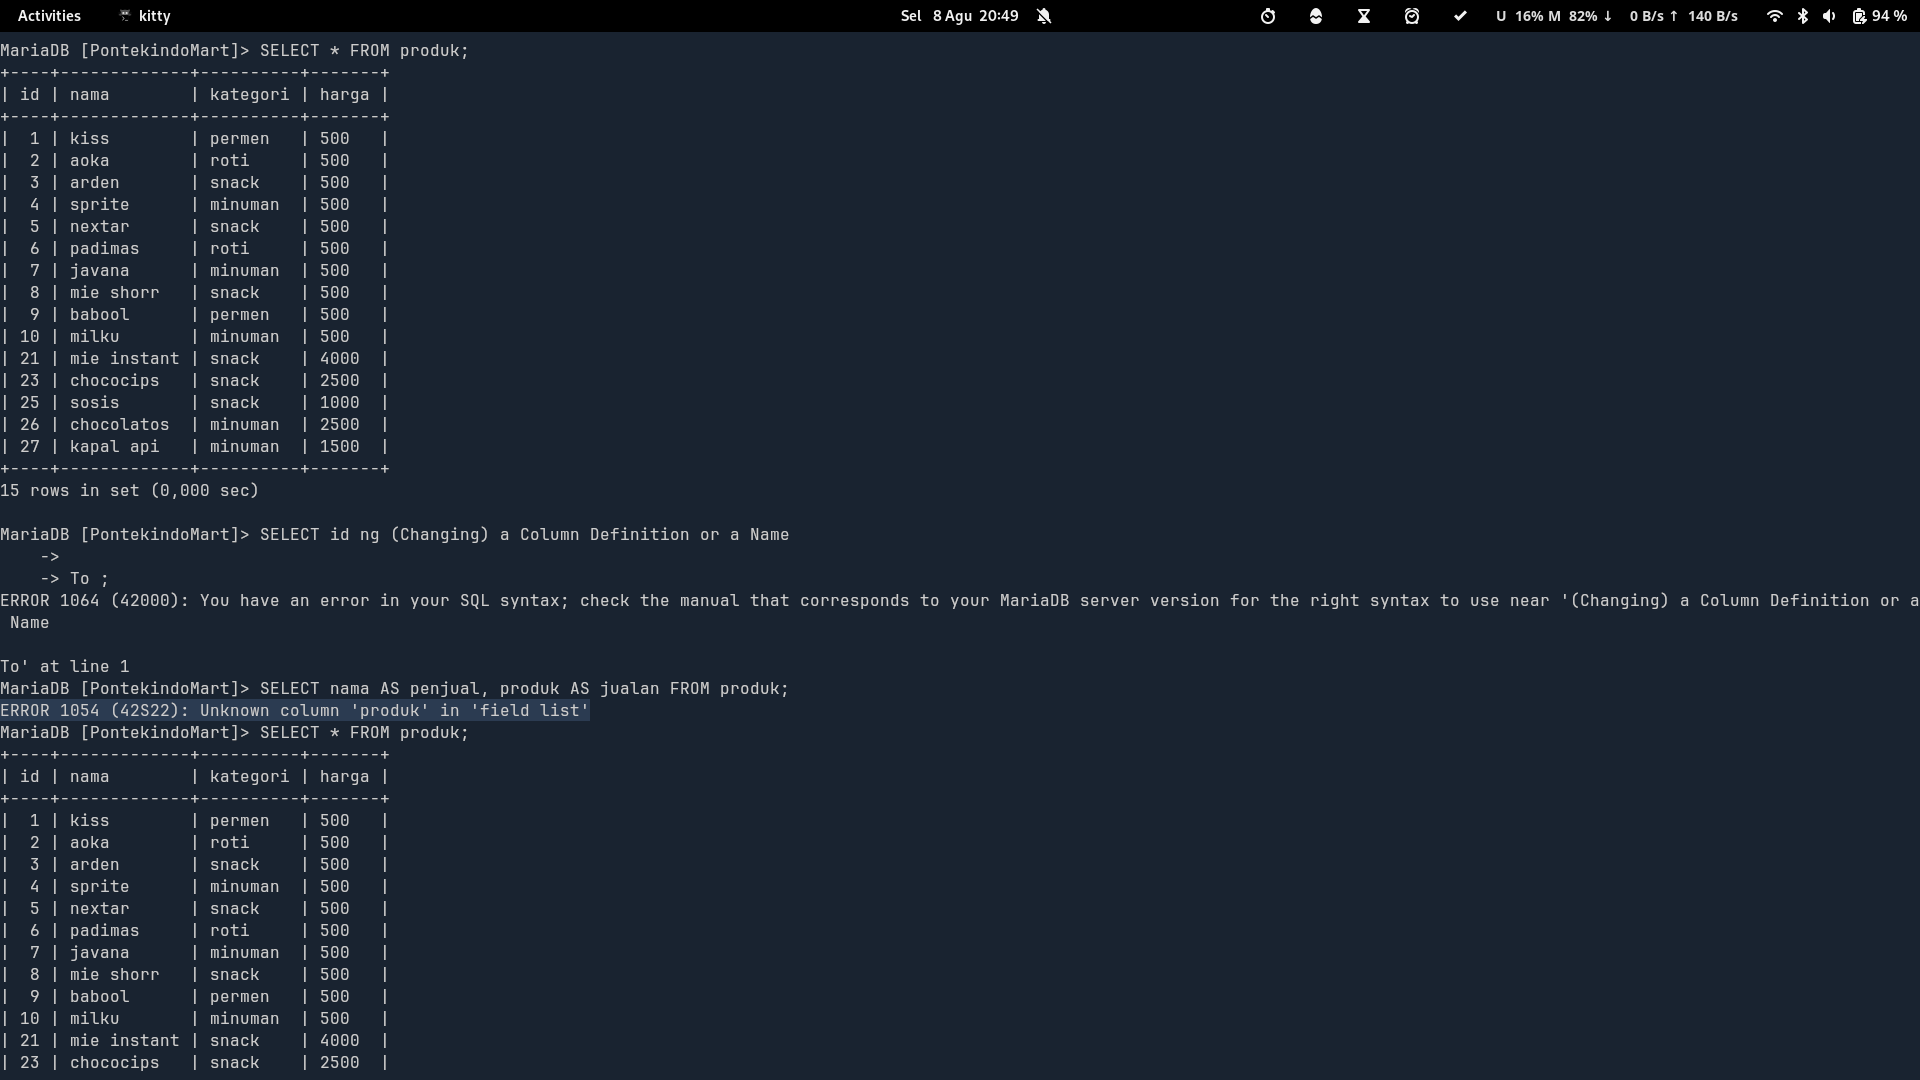 Activities kitty Sel 8 Agu 20:49 U 16% M 82% ↓ 0 B/s ↑ 140 B/s 94 %
MariaDB [PontekindoMart]> SELECT * FROM produk;
+----+-------------+----------+-------+
| id | nama        | kategori | harga |
+----+-------------+----------+-------+
|  1 | kiss        | permen   | 500   |
|  2 | aoka        | roti     | 500   |
|  3 | arden       | snack    | 500   |
|  4 | sprite      | minuman  | 500   |
|  5 | nextar      | snack    | 500   |
|  6 | padimas     | roti     | 500   |
|  7 | javana      | minuman  | 500   |
|  8 | mie shorr   | snack    | 500   |
|  9 | babool      | permen   | 500   |
| 10 | milku       | minuman  | 500   |
| 21 | mie instant | snack    | 4000  |
| 23 | chococips   | snack    | 2500  |
| 25 | sosis       | snack    | 1000  |
| 26 | chocolatos  | minuman  | 2500  |
| 27 | kapal api   | minuman  | 1500  |
+----+-------------+----------+-------+
15 rows in set (0,000 sec)

MariaDB [PontekindoMart]> SELECT id ng (Changing) a Column Definition or a Name
    ->
    -> To ;
ERROR 1064 (42000): You have an error in your SQL syntax; check the manual that corresponds to your MariaDB server version for the right syntax to use near '(Changing) a Column Definition or a
 Name

To' at line 1
MariaDB [PontekindoMart]> SELECT nama AS penjual, produk AS jualan FROM produk;
ERROR 1054 (42S22): Unknown column 'produk' in 'field list'
MariaDB [PontekindoMart]> SELECT * FROM produk;
+----+-------------+----------+-------+
| id | nama        | kategori | harga |
+----+-------------+----------+-------+
|  1 | kiss        | permen   | 500   |
|  2 | aoka        | roti     | 500   |
|  3 | arden       | snack    | 500   |
|  4 | sprite      | minuman  | 500   |
|  5 | nextar      | snack    | 500   |
|  6 | padimas     | roti     | 500   |
|  7 | javana      | minuman  | 500   |
|  8 | mie shorr   | snack    | 500   |
|  9 | babool      | permen   | 500   |
| 10 | milku       | minuman  | 500   |
| 21 | mie instant | snack    | 4000  |
| 23 | chococips   | snack    | 2500  |